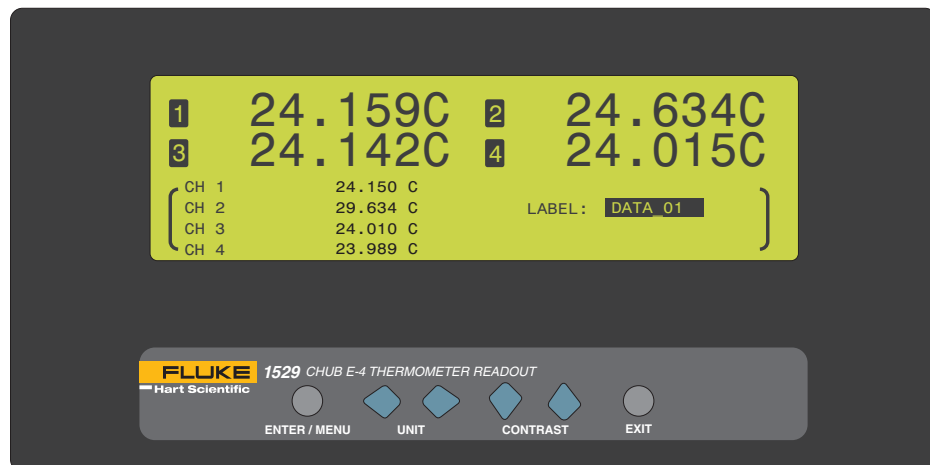 1 24.159C 2 24.634C
3 24.142C 4 24.015C
CH 1 24.150 C
CH 2 29.634 C LABEL: DATA_01
CH 3 24.010 C
CH 4 23.989 C
FLUKE 1529 CHUB E-4 THERMOMETER READOUT
Hart Scientific
ENTER / MENU UNIT CONTRAST EXIT